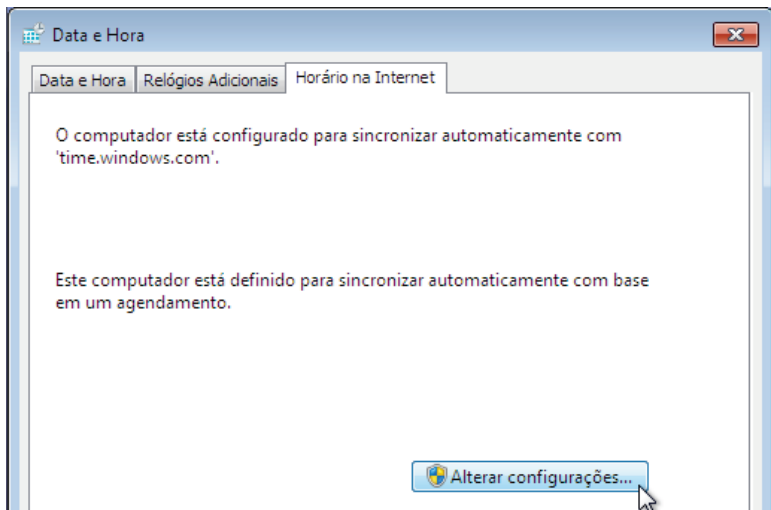 Data e Hora
Data e Hora Relógios Adicionais Horário na Internet
O computador está configurado para sincronizar automaticamente com
'time.windows.com'.
Este computador está definido para sincronizar automaticamente com base
em um agendamento.
Alterar configurações...